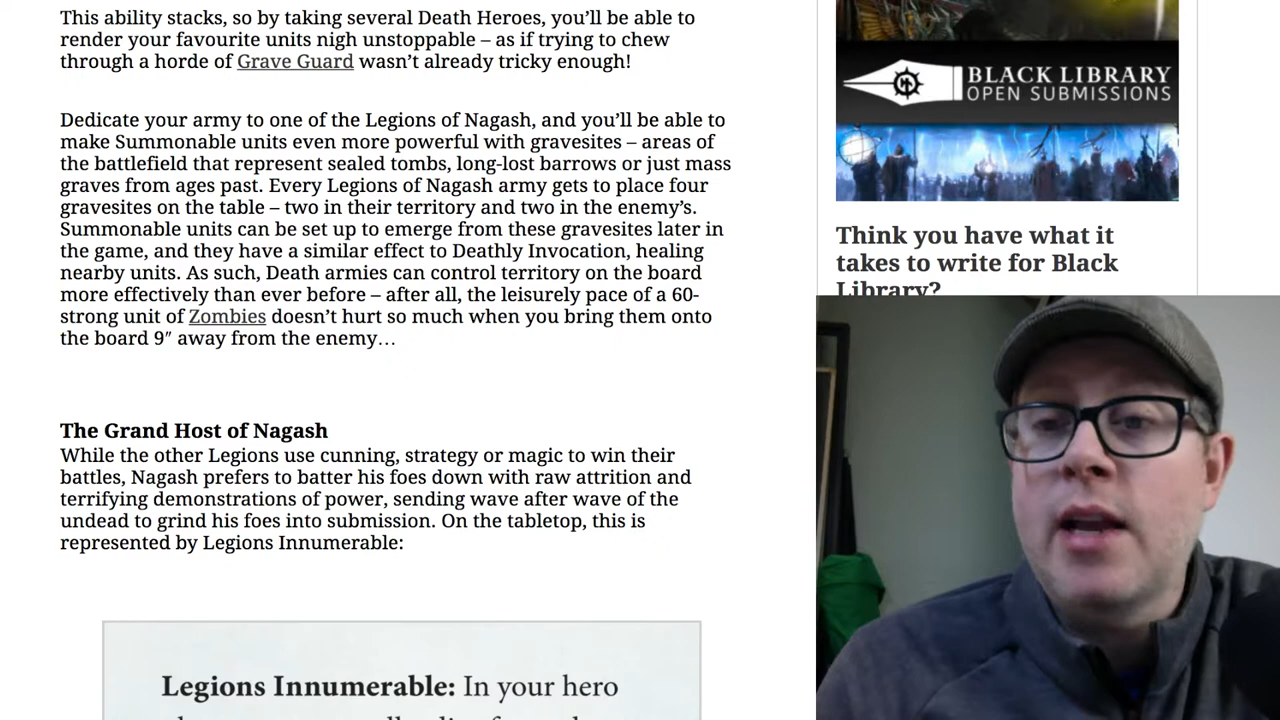 This ability stacks, so by taking several Death Heroes, you’ll be able to
render your favourite units nigh unstoppable – as if trying to chew
through a horde of Grave Guard wasn’t already tricky enough!
Dedicate your army to one of the Legions of Nagash, and you’ll be able to
make Summonable units even more powerful with gravesites – areas of
the battlefield that represent sealed tombs, long-lost barrows or just mass
graves from ages past. Every Legions of Nagash army gets to place four
gravesites on the table – two in their territory and two in the enemy’s.
Summonable units can be set up to emerge from these gravesites later in
the game, and they have a similar effect to Deathly Invocation, healing
nearby units. As such, Death armies can control territory on the board
more effectively than ever before – after all, the leisurely pace of a 60-
strong unit of Zombies doesn’t hurt so much when you bring them onto
the board 9″ away from the enemy…
The Grand Host of Nagash
While the other Legions use cunning, strategy or magic to win their
battles, Nagash prefers to batter his foes down with raw attrition and
terrifying demonstrations of power, sending wave after wave of the
undead to grind his foes into submission. On the tabletop, this is
represented by Legions Innumerable:
Legions Innumerable: In your hero
BLACK LIBRARY
OPEN SUBMISSIONS
Think you have what it
takes to write for Black
Library?